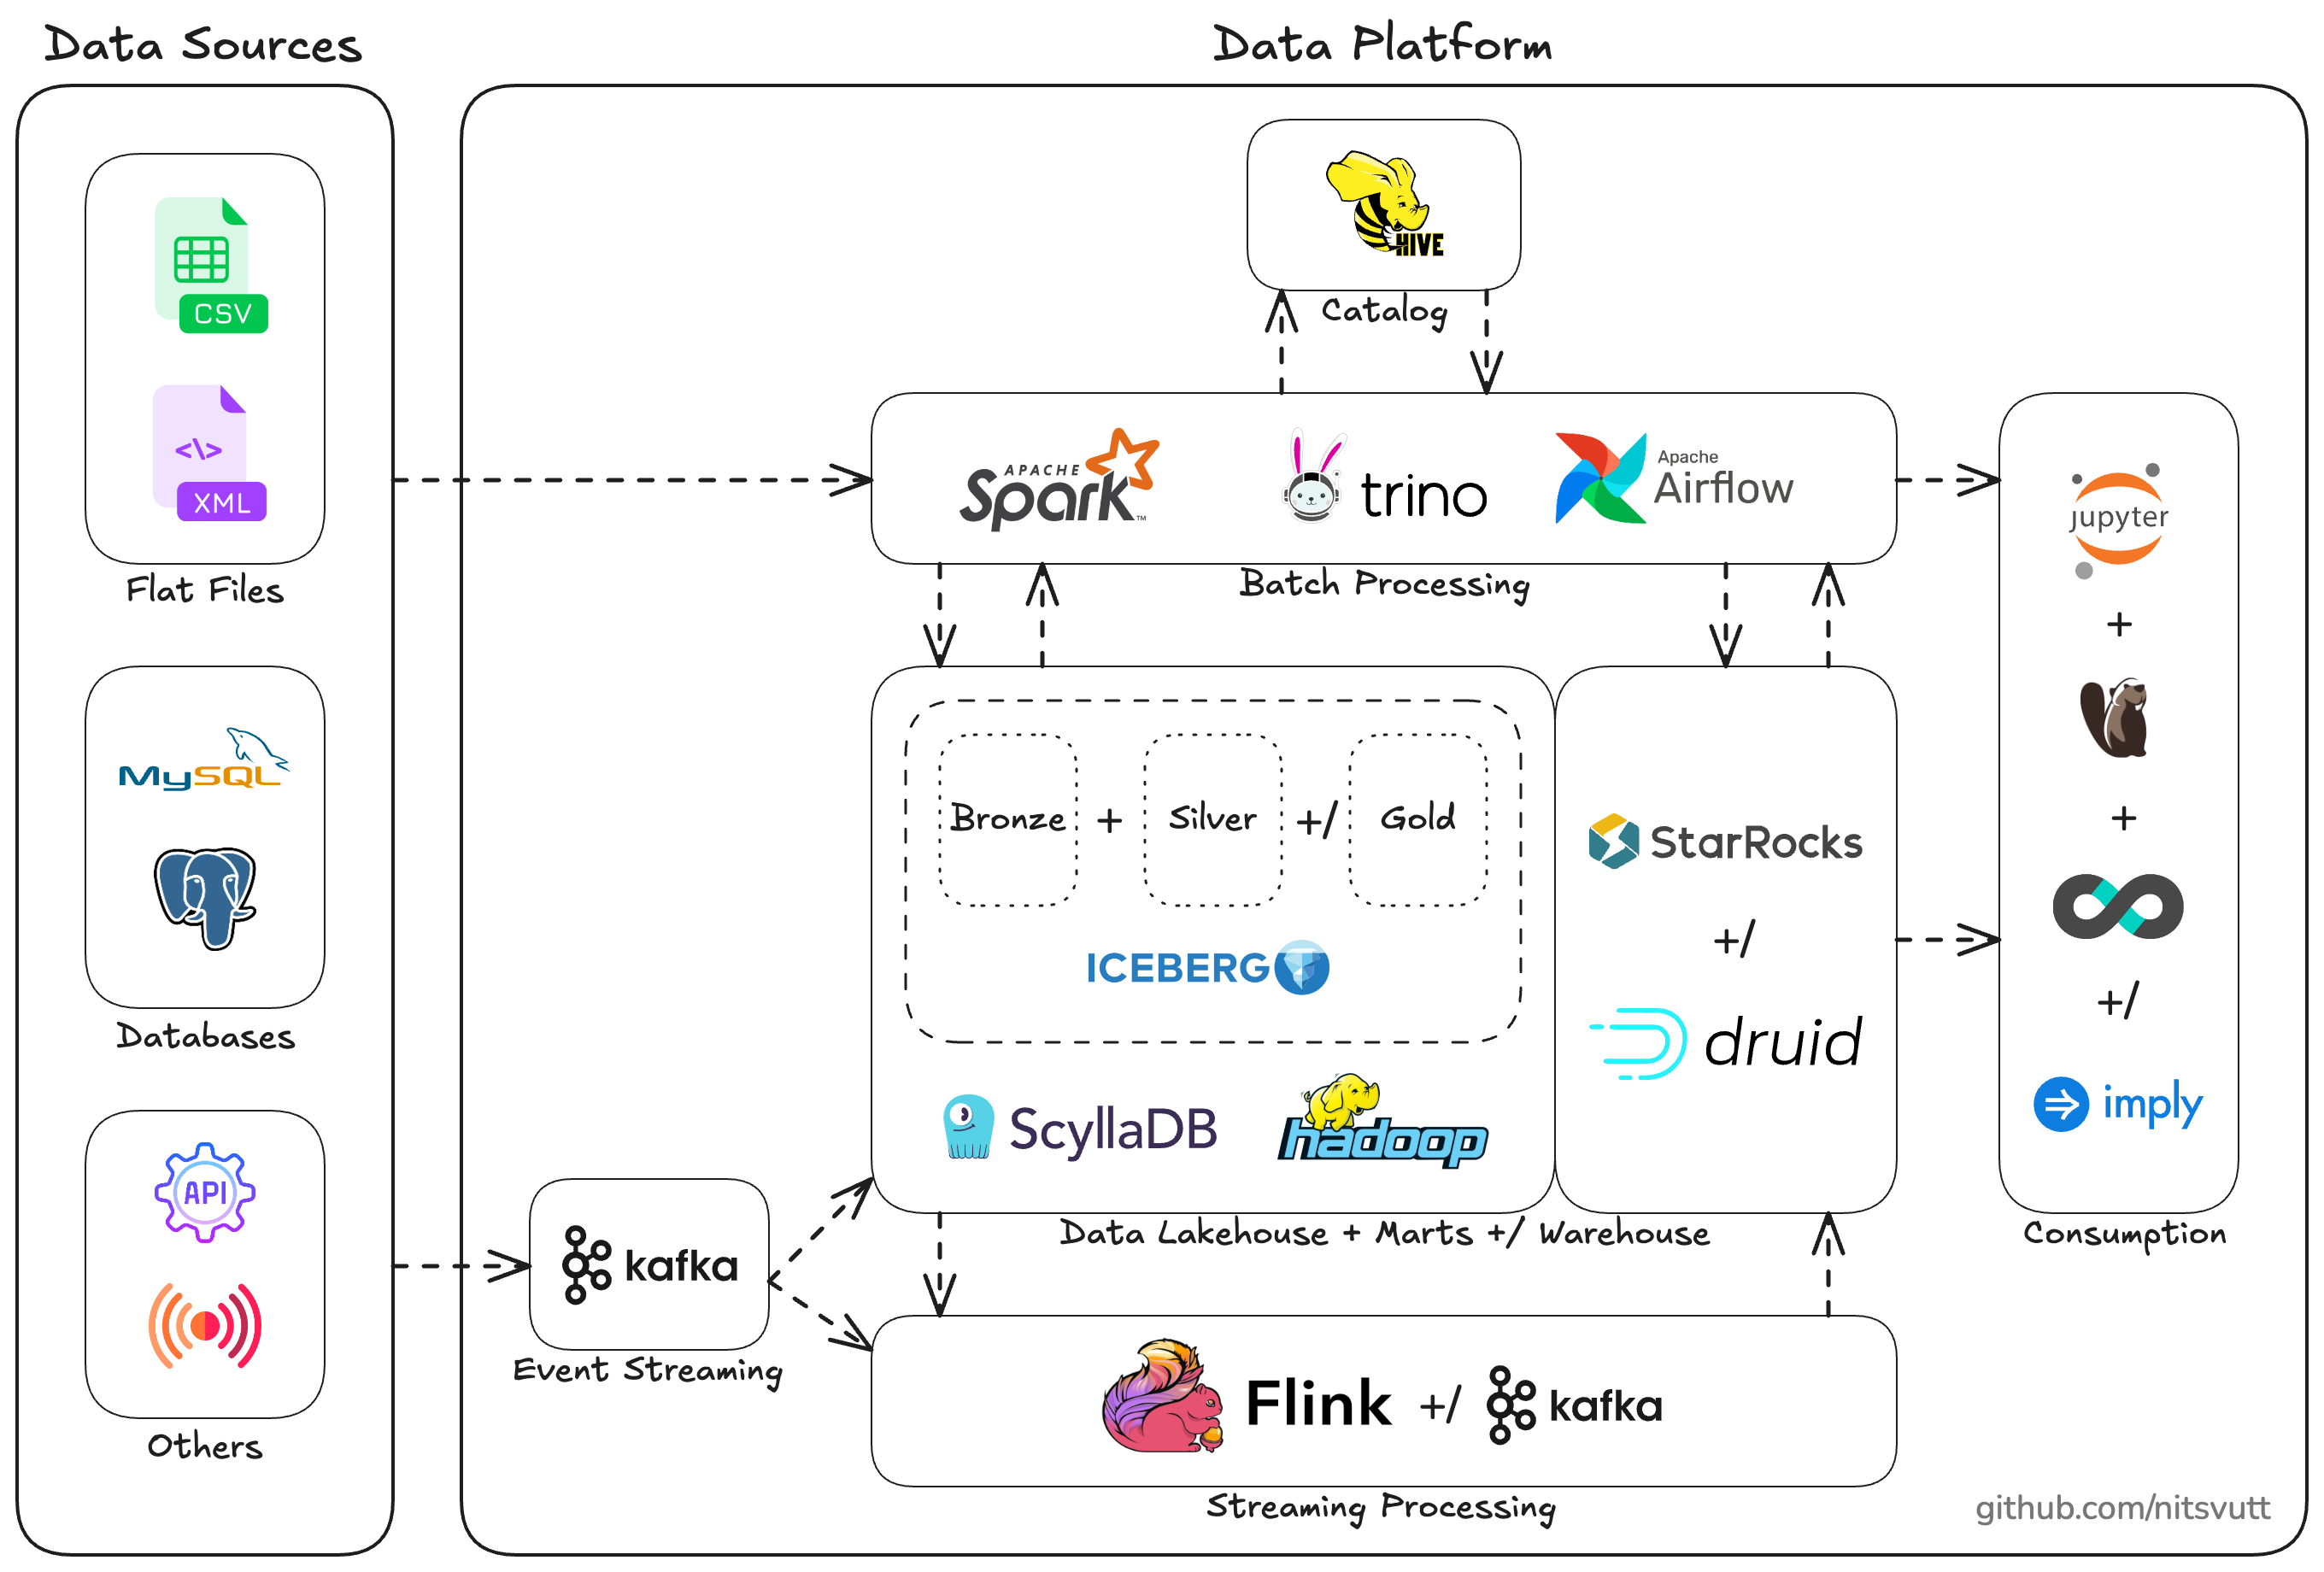 Data Sources
Data Platform
CSV
XML
Flat Files
MySQL
Databases
API
Others
HIVE
Catalog
APACHE
Spark™
trino
Apache
Airflow
Batch Processing
Bronze + Silver +/ Gold
ICEBERG
ScyllaDB
hadoop
StarRocks
+/
druid
Data Lakehouse + Marts +/ Warehouse
kafka
Event Streaming
Flink +/ kafka
Streaming Processing
jupyter
+
+
+/
imply
Consumption
github.com/nitsvutt